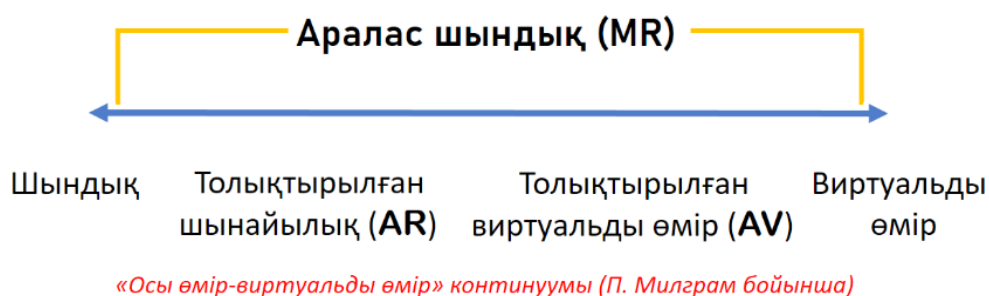 Аралас шындық (MR)
Шындық
Толықтырылған
шынайылық (AR)
Толықтырылған
виртуальды өмір (AV)
Виртуальды
өмір
«Осы өмір-виртуальды өмір» континуумы (П. Милграм бойынша)